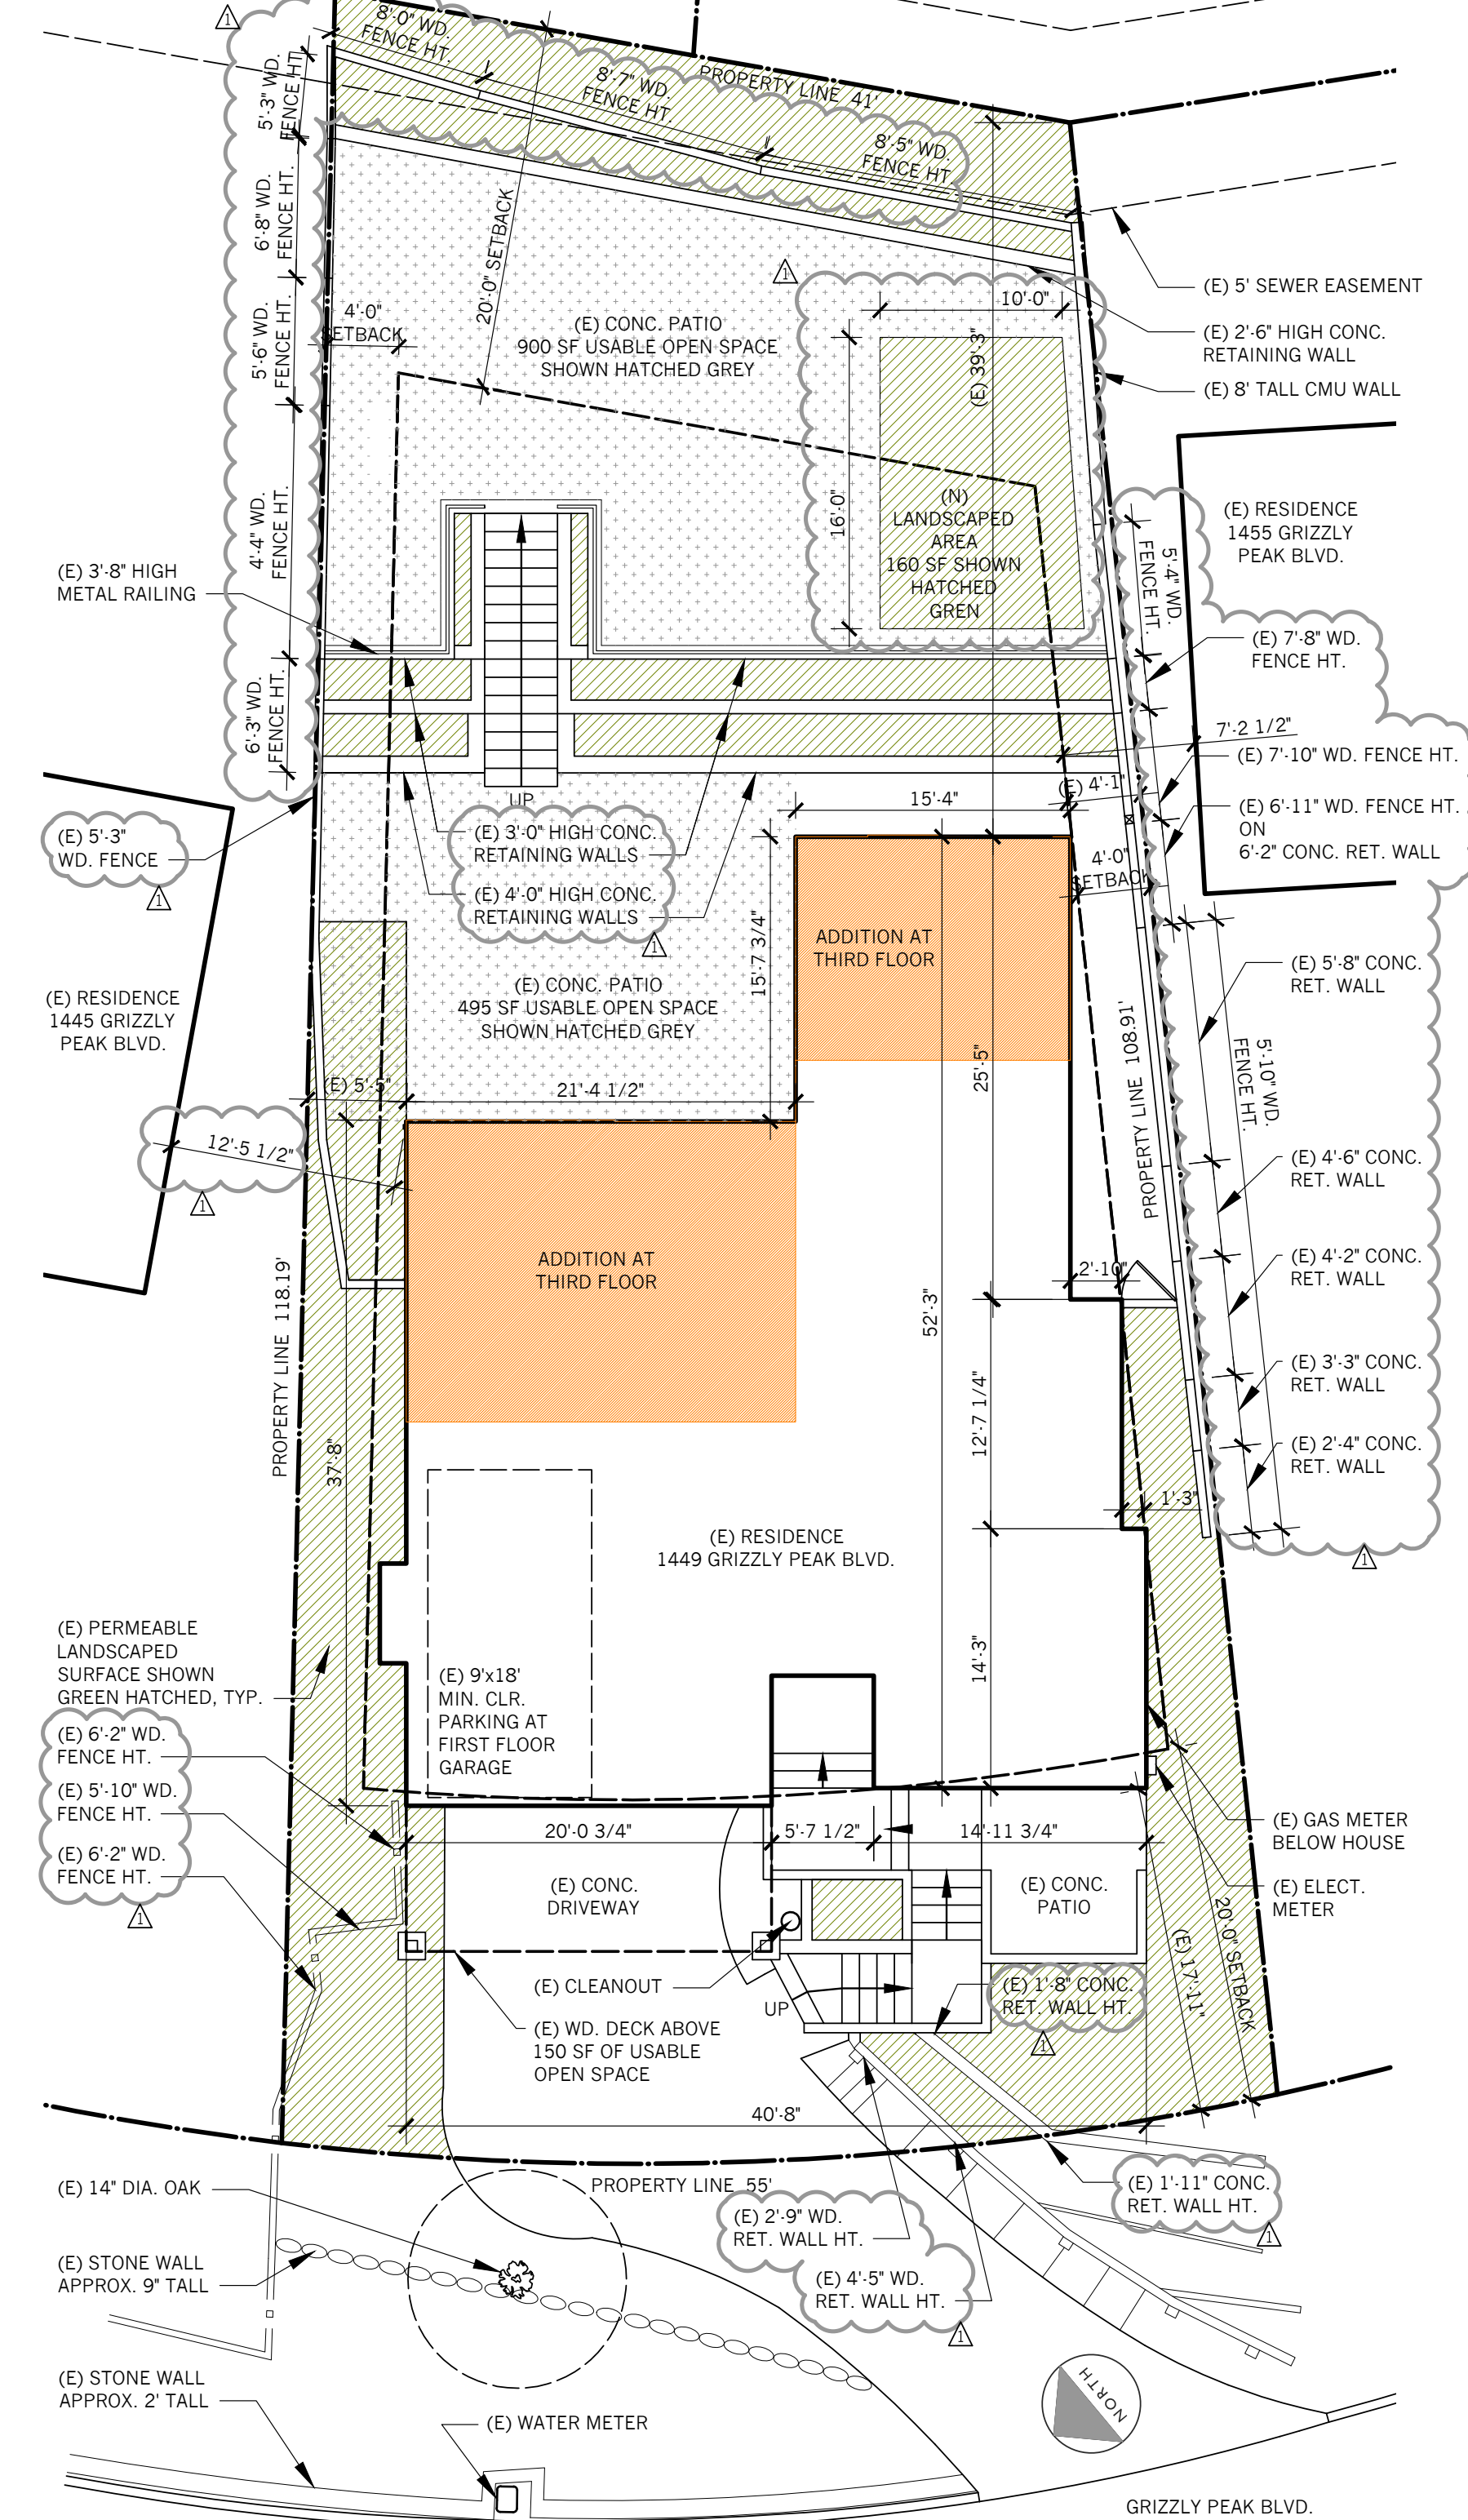 1
8'-0" WD.
FENCE HT.
8'-7" WD.
FENCE HT.
PROPERTY LINE 41'
8'-5" WD.
FENCE HT.
5'-3" WD.
FENCE HT.
6'-8" WD.
FENCE HT.
5'-6" WD.
FENCE HT.
4'-4" WD.
FENCE HT.
6'-3" WD.
FENCE HT.
4'-0"
SETBACK
20'-0" SETBACK
(E) CONC. PATIO
900 SF USABLE OPEN SPACE
SHOWN HATCHED GREY
1
10'-0"
(E) 39'-3"
16'-0"
(N)
LANDSCAPED
AREA
160 SF SHOWN
HATCHED
GREN
(E) 5' SEWER EASEMENT
(E) 2'-6" HIGH CONC.
RETAINING WALL
(E) 8' TALL CMU WALL
(E) RESIDENCE
1455 GRIZZLY
PEAK BLVD.
5'-4" WD.
FENCE HT.
(E) 7'-8" WD.
FENCE HT.
7'-2 1/2"
(E) 7'-10" WD. FENCE HT.
(E) 6'-11" WD. FENCE HT.
ON
6'-2" CONC. RET. WALL
(E) 3'-8" HIGH
METAL RAILING
UP
(E) 5'-3"
WD. FENCE
1
(E) 3'-0" HIGH CONC.
RETAINING WALLS
(E) 4'-0" HIGH CONC.
RETAINING WALLS
1
15'-4"
(E) 4'-1"
4'-0"
SETBACK
15'-7 3/4"
ADDITION AT
THIRD FLOOR
(E) RESIDENCE
1445 GRIZZLY
PEAK BLVD.
(E) CONC. PATIO
495 SF USABLE OPEN SPACE
SHOWN HATCHED GREY
(E) 5'-5"
21'-4 1/2"
12'-5 1/2"
1
25'-5"
PROPERTY LINE 108.91'
(E) 5'-8" CONC.
RET. WALL
5'-10" WD.
FENCE HT.
(E) 4'-6" CONC.
RET. WALL
(E) 4'-2" CONC.
RET. WALL
(E) 3'-3" CONC.
RET. WALL
(E) 2'-4" CONC.
RET. WALL
1
ADDITION AT
THIRD FLOOR
PROPERTY LINE 118.19'
37'-8"
52'-3"
2'-10"
12'-7 1/4"
1'-3"
(E) RESIDENCE
1449 GRIZZLY PEAK BLVD.
14'-3"
(E) 9'x18'
MIN. CLR.
PARKING AT
FIRST FLOOR
GARAGE
(E) PERMEABLE
LANDSCAPED
SURFACE SHOWN
GREEN HATCHED, TYP.
(E) 6'-2" WD.
FENCE HT.
(E) 5'-10" WD.
FENCE HT.
(E) 6'-2" WD.
FENCE HT.
1
20'-0 3/4"
5'-7 1/2"
14'-11 3/4"
(E) CONC.
DRIVEWAY
(E) CONC.
PATIO
(E) GAS METER
BELOW HOUSE
(E) ELECT.
METER
(E) 17'-11"
20'-0" SETBACK
(E) CLEANOUT
UP
(E) 1'-8" CONC.
RET. WALL HT.
1
(E) WD. DECK ABOVE
150 SF OF USABLE
OPEN SPACE
40'-8"
PROPERTY LINE 55'
(E) 14" DIA. OAK
(E) 2'-9" WD.
RET. WALL HT.
(E) 1'-11" CONC.
RET. WALL HT.
1
(E) 4'-5" WD.
RET. WALL HT.
1
(E) STONE WALL
APPROX. 9" TALL
(E) STONE WALL
APPROX. 2' TALL
(E) WATER METER
NORTH
GRIZZLY PEAK BLVD.